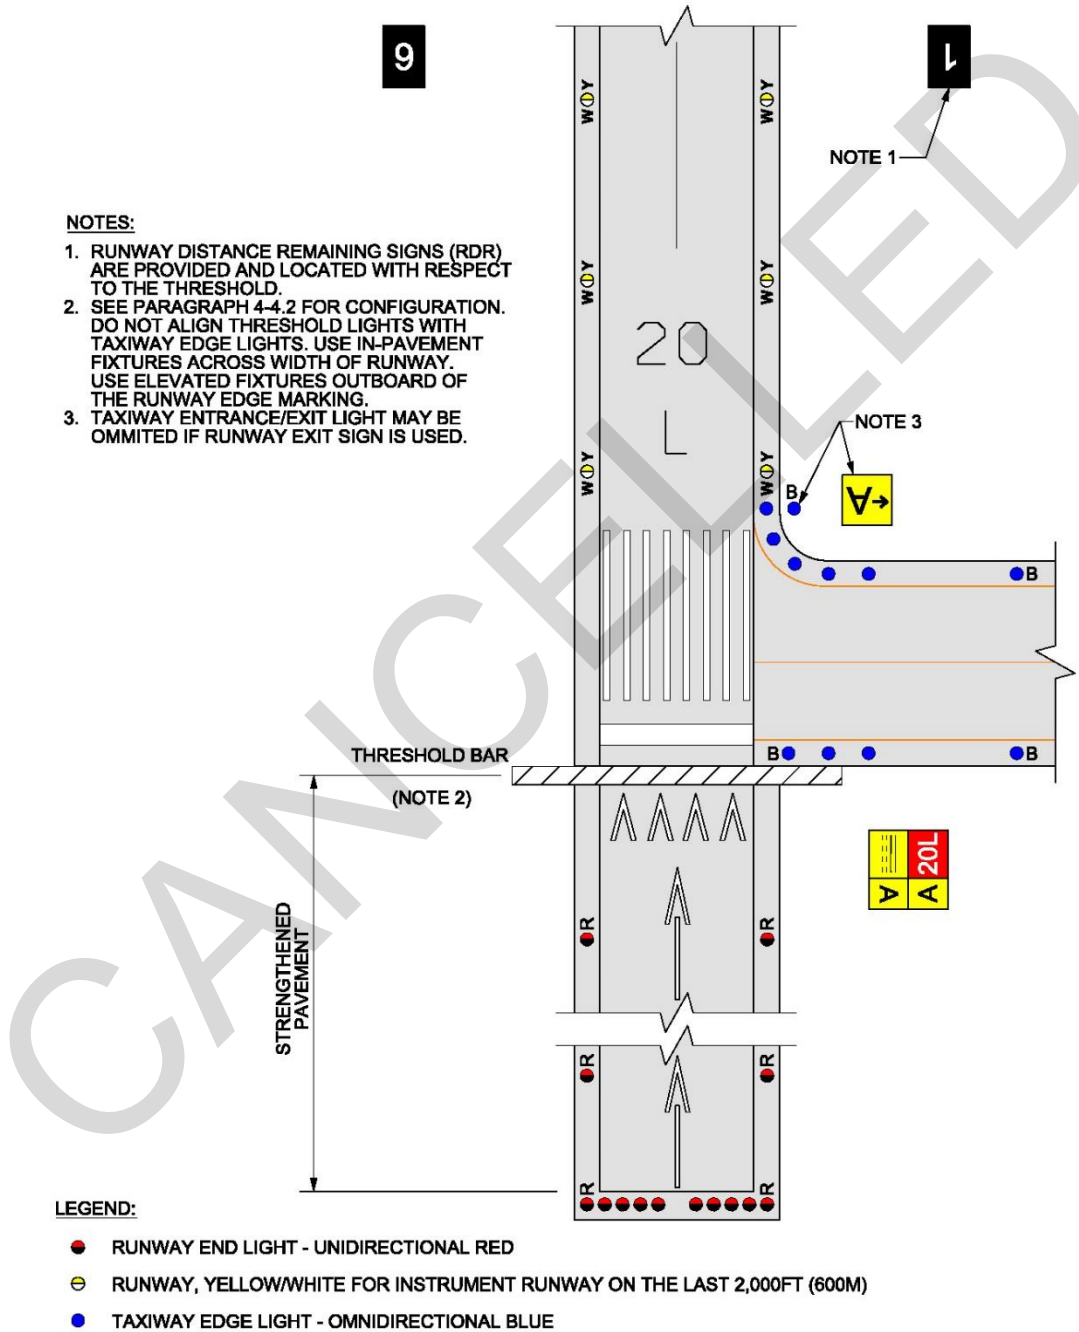 6
1
W Y
W Y
NOTE 1
NOTES:
1. RUNWAY DISTANCE REMAINING SIGNS (RDR)
ARE PROVIDED AND LOCATED WITH RESPECT
TO THE THRESHOLD.
2. SEE PARAGRAPH 4-4.2 FOR CONFIGURATION.
DO NOT ALIGN THRESHOLD LIGHTS WITH
TAXIWAY EDGE LIGHTS. USE IN-PAVEMENT
FIXTURES ACROSS WIDTH OF RUNWAY.
USE ELEVATED FIXTURES OUTBOARD OF
THE RUNWAY EDGE MARKING.
3. TAXIWAY ENTRANCE/EXIT LIGHT MAY BE
OMMITED IF RUNWAY EXIT SIGN IS USED.
W Y
W Y
20
L
NOTE 3
W Y
W Y
B
A
B
THRESHOLD BAR
(NOTE 2)
B
B
A
A 20L
R
R
STRENGTHENED
PAVEMENT
R
R
R
R
LEGEND:
RUNWAY END LIGHT - UNIDIRECTIONAL RED
RUNWAY, YELLOW/WHITE FOR INSTRUMENT RUNWAY ON THE LAST 2,000FT (600M)
TAXIWAY EDGE LIGHT - OMNIDIRECTIONAL BLUE
CANCELLED